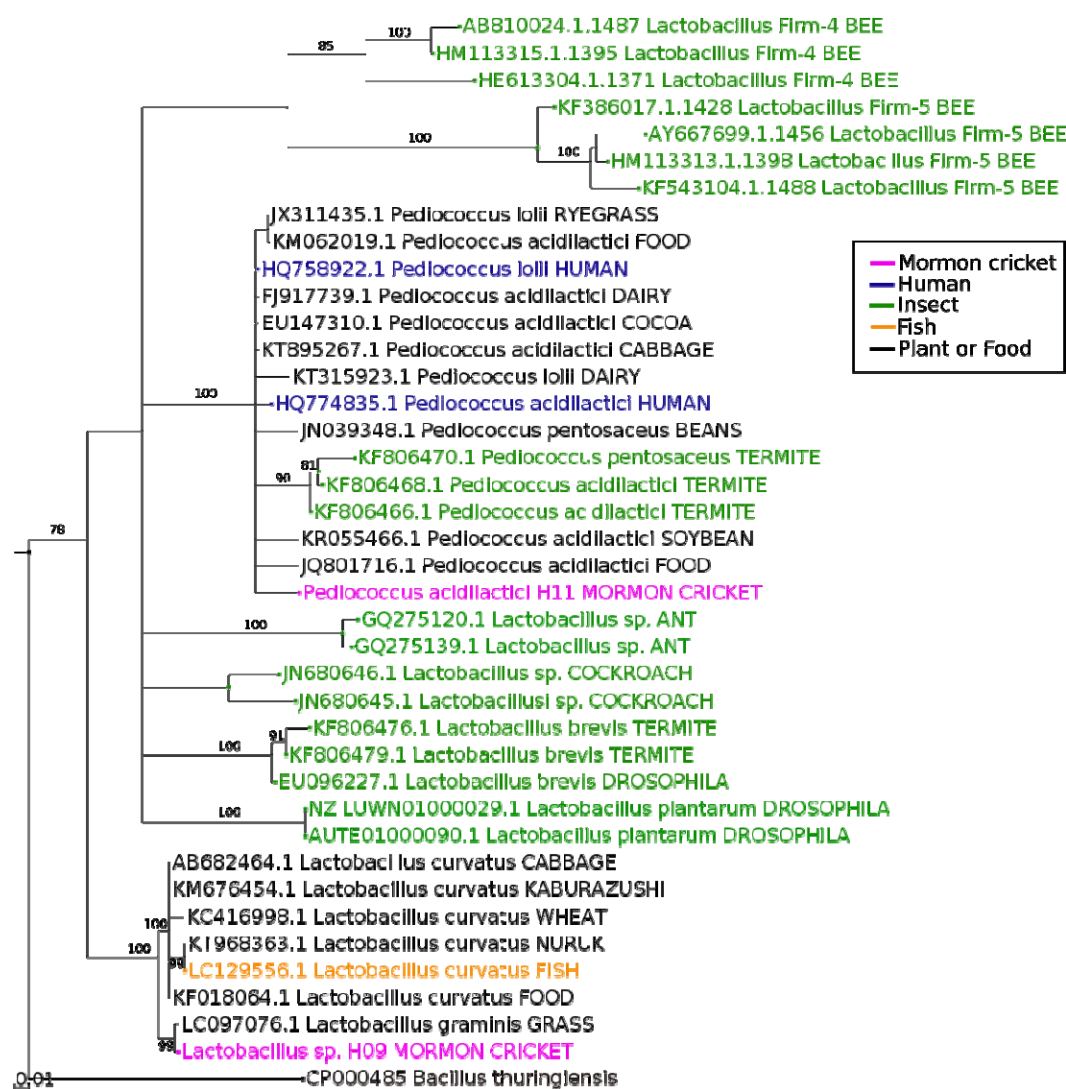 100
AB810024.1.1487 Lactobacillus Firm-4 BEE
85
HM113315.1.1395 Lactobacillus Firm-4 BEE
HE613304.1.1371 Lactobacillus Firm-4 BEE
KF386017.1.1428 Lactobacillus Firm-5 BEE
100
AY667699.1.1456 Lactobacillus Firm-5 BEE
100
HM113313.1.1398 Lactobac llus Firm-5 BEE
KF543104.1.1488 Lactobacillus Firm-5 BEE
JX311435.1 Pediococcus lolii RYEGRASS
KM062019.1 Pediococcus acidilactici FOOD
HQ758922.1 Pediococcus lolii HUMAN
FJ917739.1 Pediococcus acidilactici DAIRY
EU147310.1 Pediococcus acidilactici COCOA
KT895267.1 Pediococcus acidilactici CABBAGE
KT315923.1 Pediococcus lolii DAIRY
100
HQ774835.1 Pediococcus acidilactici HUMAN
JN039348.1 Pediococcus pentosaceus BEANS
KF806470.1 Pediococcus pentosaceus TERMITE
81
90
KF806468.1 Pediococcus acidilactici TERMITE
KF806466.1 Pediococcus ac dilactici TERMITE
KR055466.1 Pediococcus acidilactici SOYBEAN
JQ801716.1 Pediococcus acidilactici FOOD
Pediococcus acidilactici H11 MORMON CRICKET
78
100
GQ275120.1 Lactobacillus sp. ANT
GQ275139.1 Lactobacillus sp. ANT
JN680646.1 Lactobacillus sp. COCKROACH
JN680645.1 Lactobacillusi sp. COCKROACH
KF806476.1 Lactobacillus brevis TERMITE
91
100
KF806479.1 Lactobacillus brevis TERMITE
EU096227.1 Lactobacillus brevis DROSOPHILA
NZ LUWN01000029.1 Lactobacillus plantarum DROSOPHILA
100
AUTE01000090.1 Lactobacillus plantarum DROSOPHILA
AB682464.1 Lactobaci lus curvatus CABBAGE
KM676454.1 Lactobacillus curvatus KABURAZUSHI
KC416998.1 Lactobacillus curvatus WHEAT
100
100
KT968363.1 Lactobacillus curvatus NURUK
LC129556.1 Lactobacillus curvatus FISH
KF018064.1 Lactobacillus curvatus FOOD
LC097076.1 Lactobacillus graminis GRASS
Lactobacillus sp. H09 MORMON CRICKET
0.01
CP000485 Bacillus thuringiensis
Mormon cricket
Human
Insect
Fish
Plant or Food